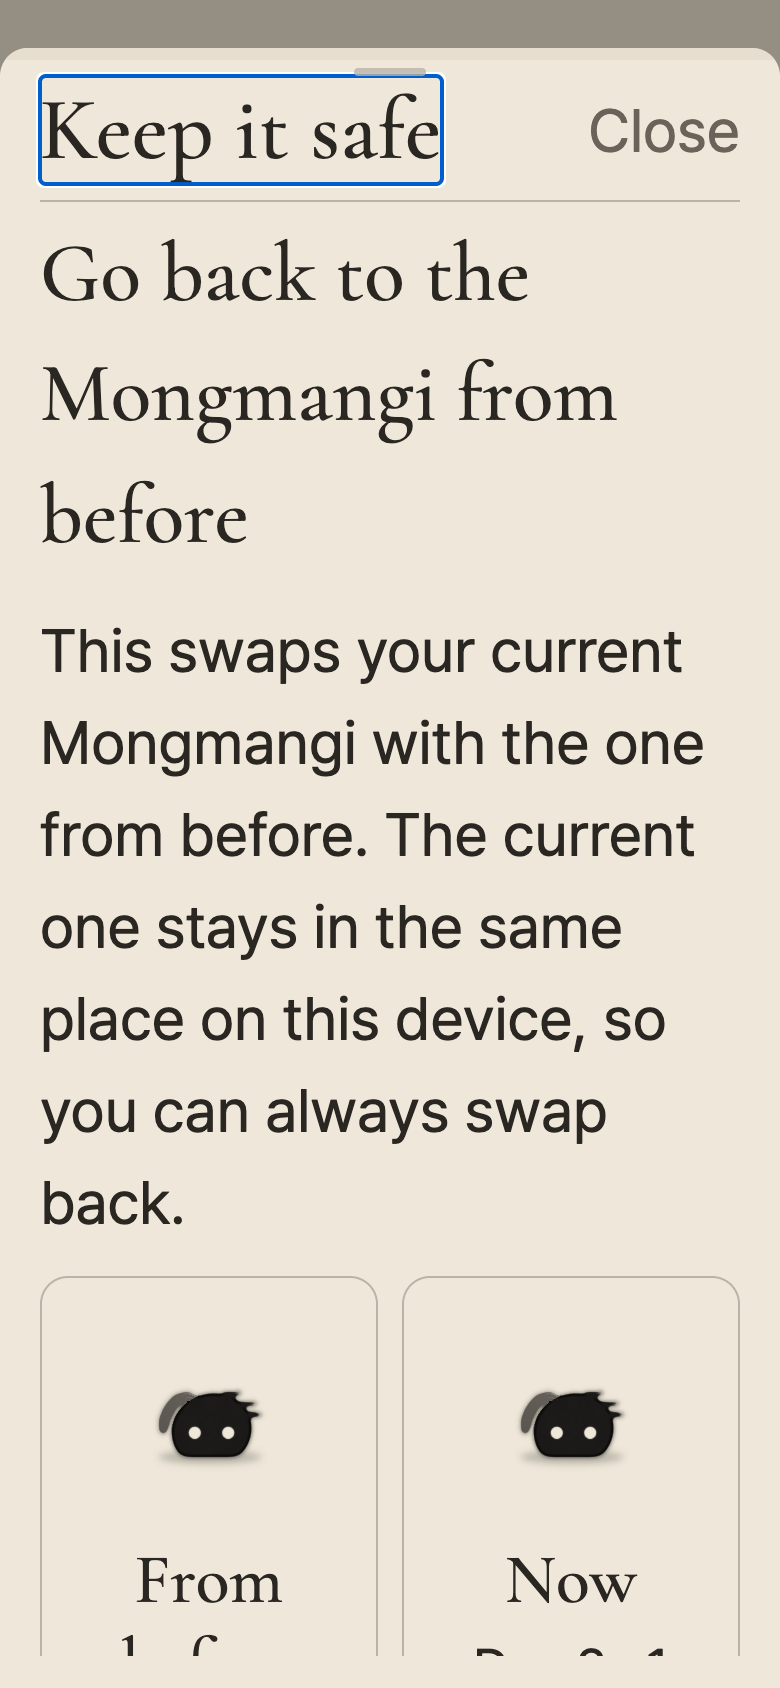 Keep it safe
Close
Go back to the
Mongmangi from
before
This swaps your current
Mongmangi with the one
from before. The current
one stays in the same
place on this device, so
you can always swap
back.
From
Now